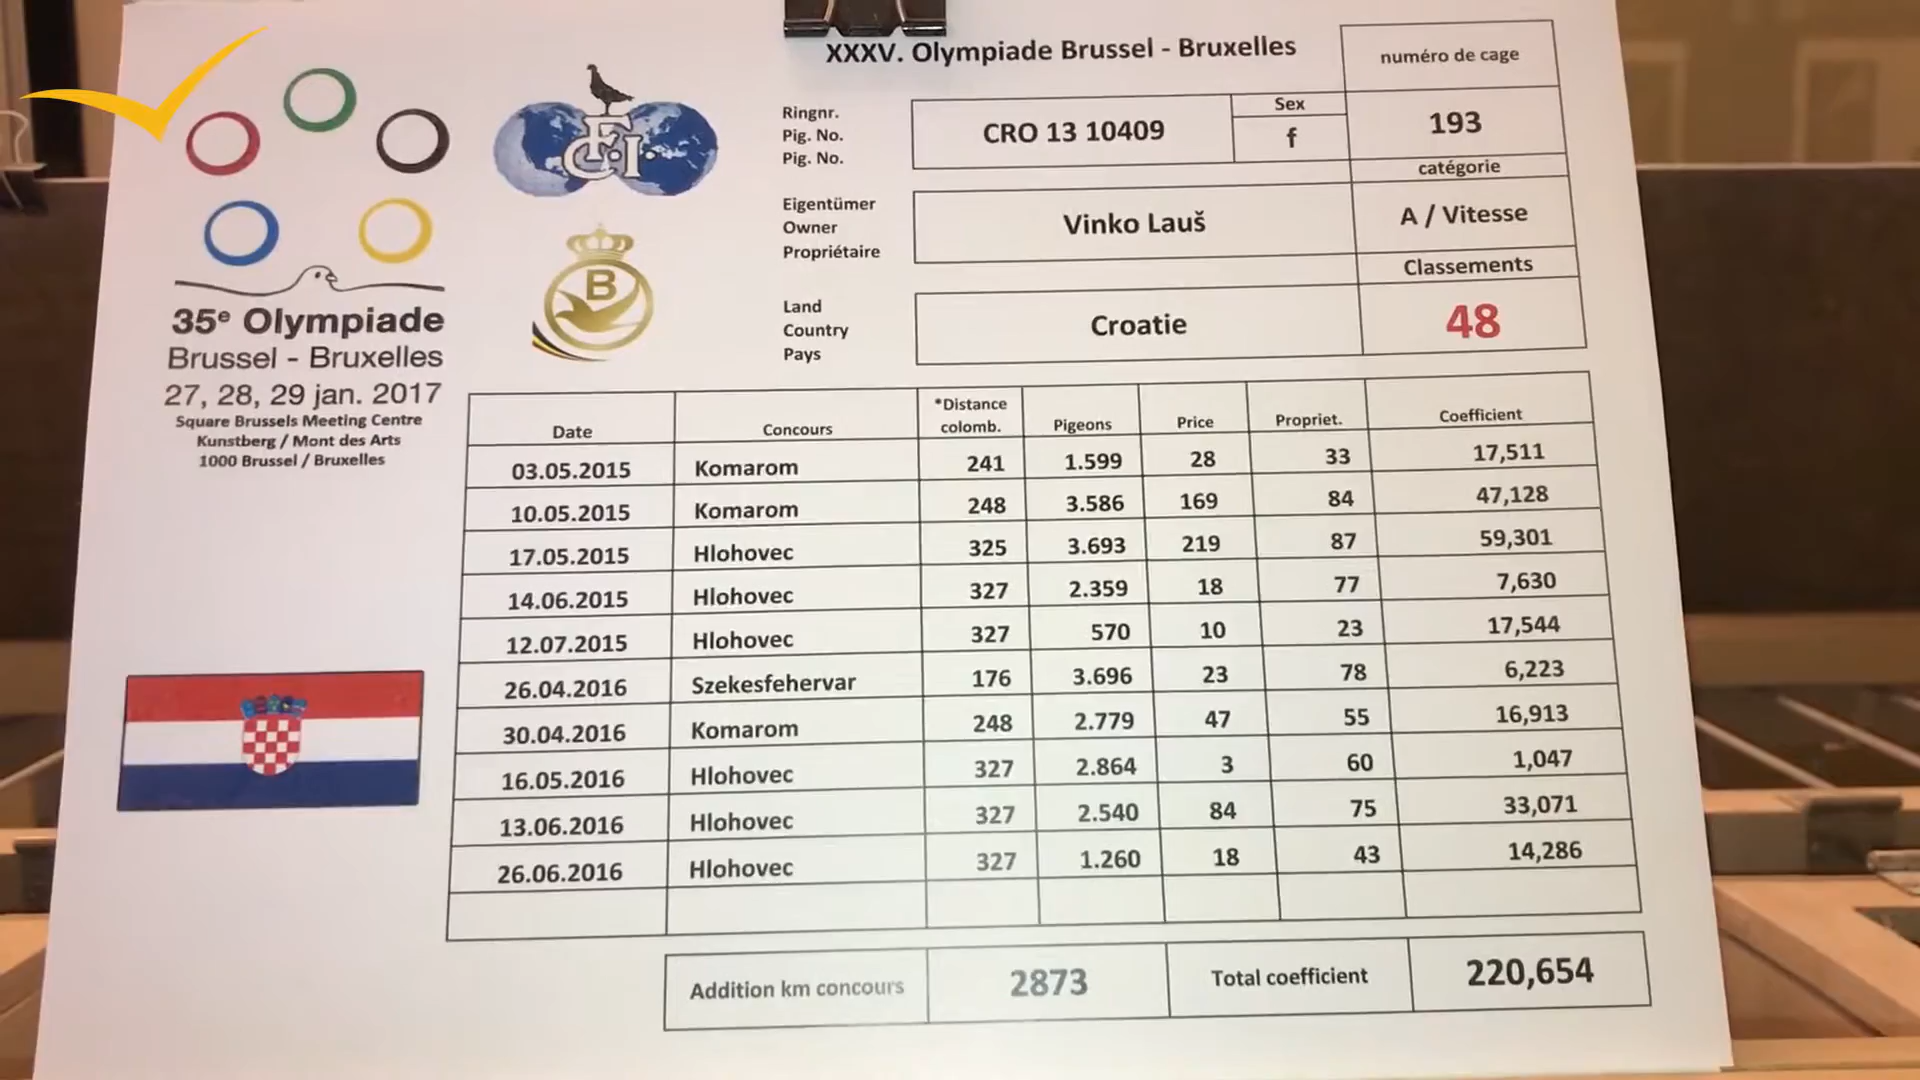 XXXV. Olympiade Brussel - Bruxelles
numéro de cage
Ringnr.
Pig. No.
Pig. No.
CRO 13 10409
Sex
f
193
catégorie
Eigentümer
Owner
Propriétaire
Vinko Lauš
A / Vitesse
Classements
Land
Country
Pays
Croatie
48
F
C.I.
B
35e Olympiade
Brussel - Bruxelles
27, 28, 29 jan. 2017
Square Brussels Meeting Centre
Kunstberg / Mont des Arts
1000 Brussel / Bruxelles
Date Concours *Distance colomb. Pigeons Price Propriet. Coefficient
03.05.2015 Komarom 241 1.599 28 33 17,511
10.05.2015 Komarom 248 3.586 169 84 47,128
17.05.2015 Hlohovec 325 3.693 219 87 59,301
14.06.2015 Hlohovec 327 2.359 18 77 7,630
12.07.2015 Hlohovec 327 570 10 23 17,544
26.04.2016 Szekesfehervar 176 3.696 23 78 6,223
30.04.2016 Komarom 248 2.779 47 55 16,913
16.05.2016 Hlohovec 327 2.864 3 60 1,047
13.06.2016 Hlohovec 327 2.540 84 75 33,071
26.06.2016 Hlohovec 327 1.260 18 43 14,286
Addition km concours 2873 Total coefficient 220,654